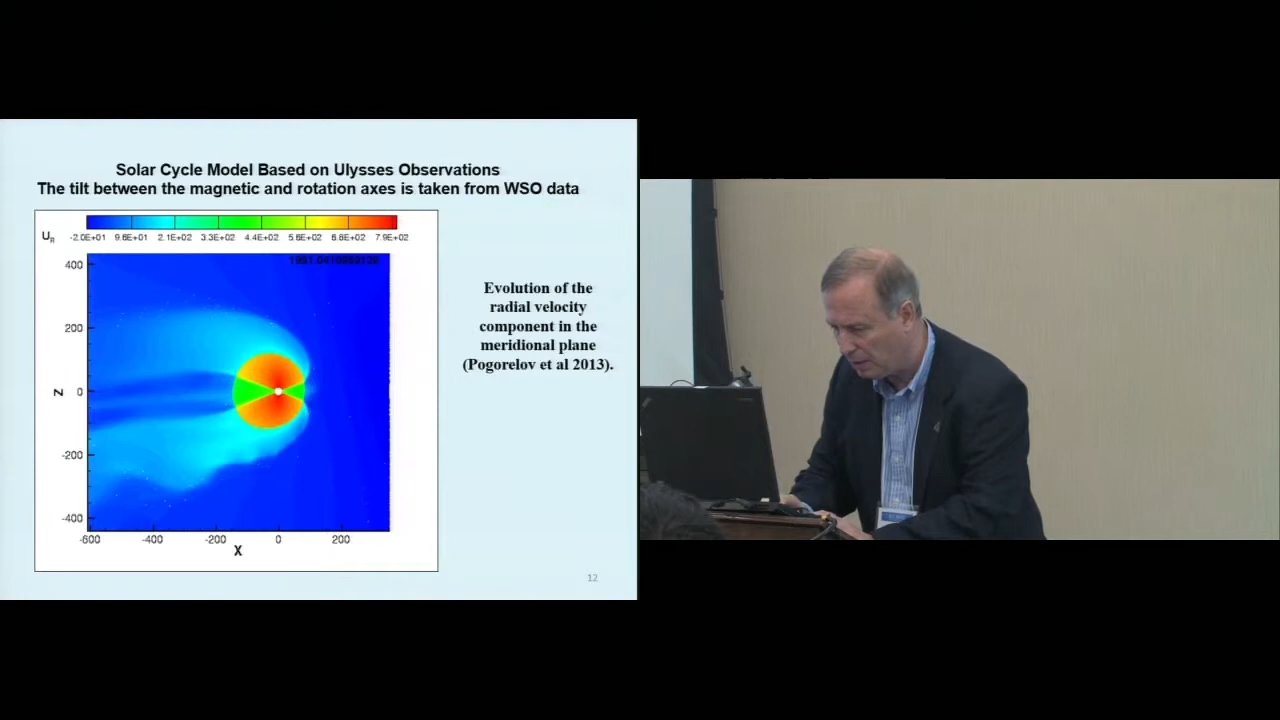 Solar Cycle Model Based on Ulysses Observations
The tilt between the magnetic and rotation axes is taken from WSO data
UR -2.0E+01 9.6E+01 2.1E+02 3.3E+02 4.4E+02 5.6E+02 6.8E+02 7.9E+02
400
200
Z 0
-200
-400
-600 -400 -200 0 200
X
Evolution of the
radial velocity
component in the
meridional plane
(Pogorelov et al 2013).
12